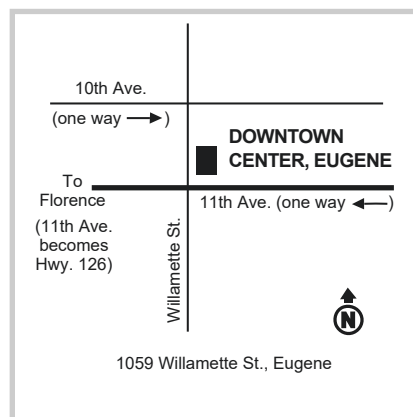 10th Ave.
(one way → )
DOWNTOWN
CENTER, EUGENE
To
Florence
(11th Ave.
becomes
Hwy. 126)
11th Ave. (one way ← )
Willamette St.
N
1059 Willamette St., Eugene